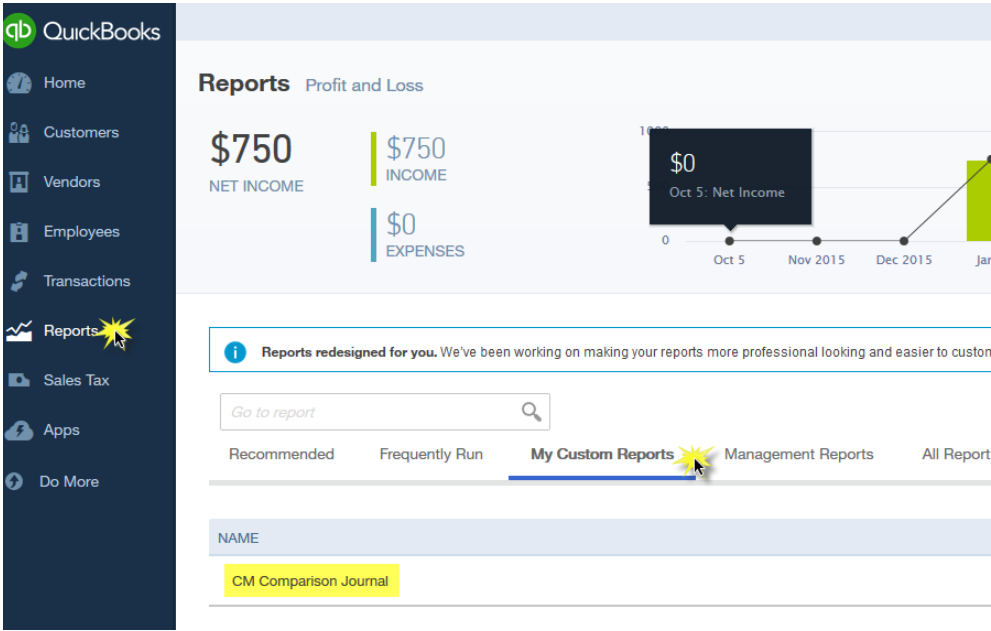 qb QuickBooks
Home
Customers
Vendors
Employees
Transactions
Reports
Sales Tax
Apps
Do More
Reports Profit and Loss
$750
NET INCOME
$750
INCOME
$0
EXPENSES
$0
Oct 5: Net Income
0
Oct 5 Nov 2015 Dec 2015 Jan
Reports redesigned for you. We've been working on making your reports more professional looking and easier to custom
Go to report
Recommended Frequently Run My Custom Reports Management Reports All Report
NAME
CM Comparison Journal